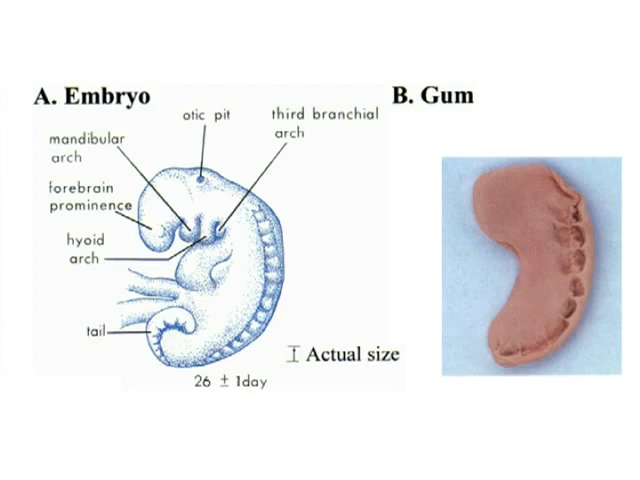 A. Embryo
B. Gum
otic pit
third branchial
arch
mandibular
arch
forebrain
prominence
hyoid
arch
tail
Actual size
26 ± 1day